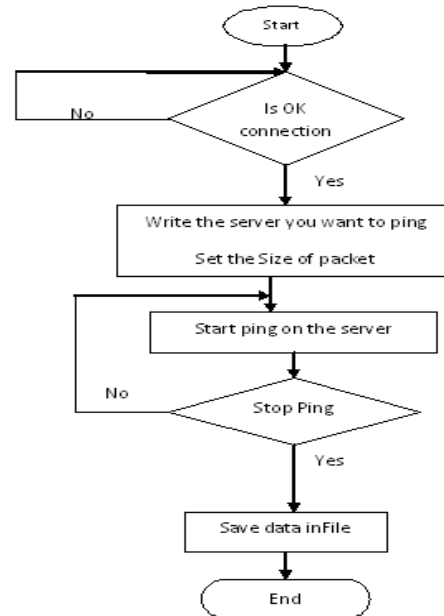 Start
Is OK
connection
No
Yes
Write the server you want to ping
Set the Size of packet
Start ping on the server
No
Stop Ping
Yes
Save data inFile
End